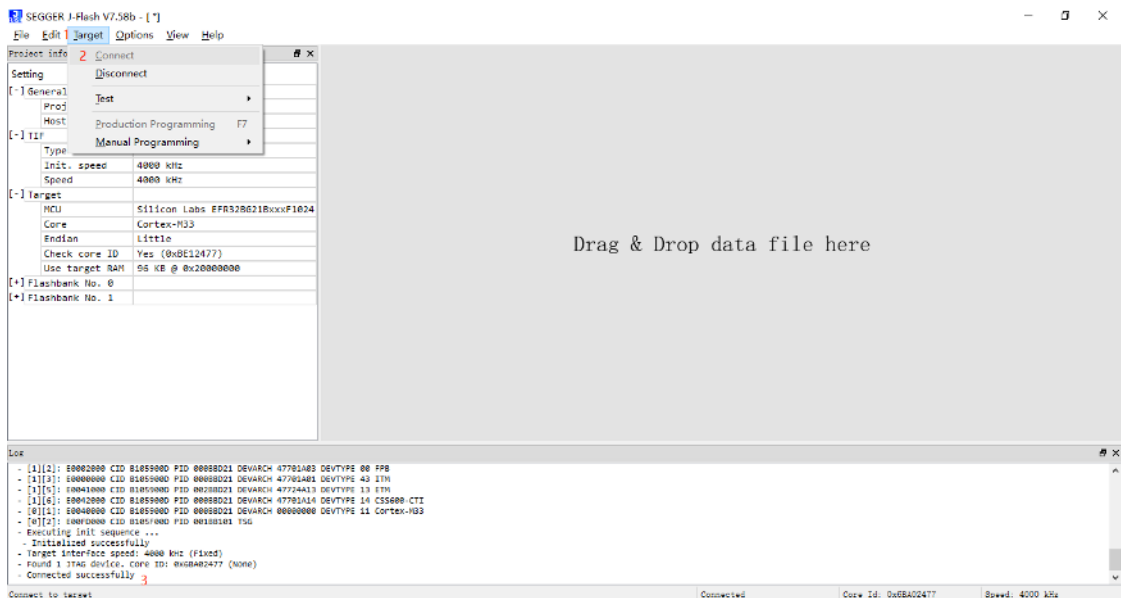 SEGGER J-Flash V7.58b - [ *]
File Edit 1 Target Options View Help
Project info
2 Connect
Setting
Disconnect
[-] General
Test
Proj
Host
Production Programming F7
[-] TIF
Manual Programming
Type
Init. speed 4000 kHz
Speed 4000 kHz
[-] Target
MCU Silicon Labs EFR32BG21BxxxF1024
Core Cortex-M33
Endian Little
Check core ID Yes (0xBE12477)
Use target RAM 96 KB @ 0x20000000
[+] Flashbank No. 0
[+] Flashbank No. 1
Drag & Drop data file here
Log
- [1][2]: E0002000 CID B105900D PID 000BBD21 DEVARCH 47701A03 DEVTYPE 00 FPB
- [1][3]: E0000000 CID B105900D PID 000BBD21 DEVARCH 47701A01 DEVTYPE 43 ITM
- [1][5]: E0041000 CID B105900D PID 002BBD21 DEVARCH 47724A13 DEVTYPE 13 ETM
- [1][6]: E0042000 CID B105900D PID 000BBD21 DEVARCH 47701A14 DEVTYPE 14 CSS600-CTI
- [0][1]: E0040000 CID B105900D PID 000BBD21 DEVARCH 00000000 DEVTYPE 11 Cortex-M33
- [0][2]: E00FD000 CID B105F00D PID 001BB101 TSG
- Executing init sequence ...
- Initialized successfully
- Target interface speed: 4000 kHz (Fixed)
- Found 1 JTAG device. Core ID: 0x6BA02477 (None)
- Connected successfully 3
Connect to target Connected Core Id: 0x6BA02477 Speed: 4000 kHz